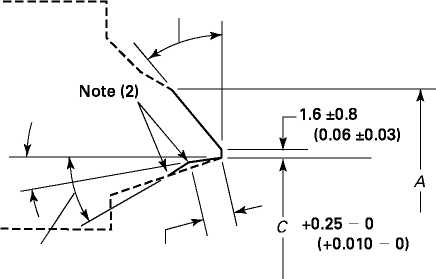 Note (2)
1.6 ±0.8
(0.06 ±0.03)
A
C +0.25 – 0
(+0.010 – 0)